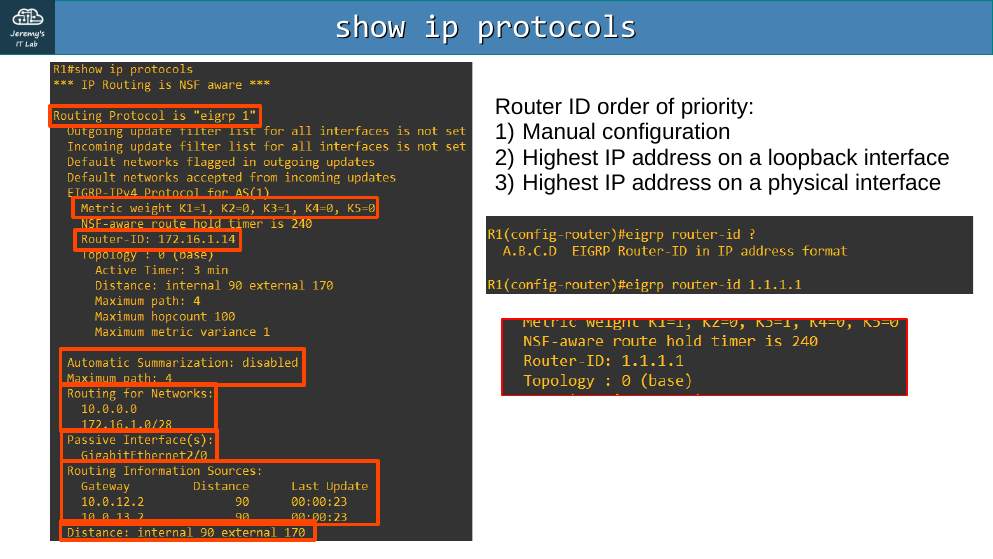 Jeremy's
IT Lab
show ip protocols
R1#show ip protocols
*** IP Routing is NSF aware ***
Routing Protocol is "eigrp 1"
Outgoing update filter list for all interfaces is not set
Incoming update filter list for all interfaces is not set
Default networks flagged in outgoing updates
Default networks accepted from incoming updates
EIGRP-IPv4 Protocol for AS(1)
Metric weight K1=1, K2=0, K3=1, K4=0, K5=0
NSF-aware route hold timer is 240
Router-ID: 172.16.1.14
Topology : 0 (base)
Active Timer: 3 min
Distance: internal 90 external 170
Maximum path: 4
Maximum hopcount 100
Maximum metric variance 1
Automatic Summarization: disabled
Maximum path: 4
Routing for Networks:
10.0.0.0
172.16.1.0/28
Passive Interface(s):
GigabitEthernet2/0
Routing Information Sources:
Gateway Distance Last Update
10.0.12.2 90 00:00:23
10.0.13.2 90 00:00:23
Distance: internal 90 external 170
Router ID order of priority:
1) Manual configuration
2) Highest IP address on a loopback interface
3) Highest IP address on a physical interface
R1(config-router)#eigrp router-id ?
A.B.C.D EIGRP Router-ID in IP address format
R1(config-router)#eigrp router-id 1.1.1.1
Metric weight K1=1, K2=0, K3=1, K4=0, K5=0
NSF-aware route hold timer is 240
Router-ID: 1.1.1.1
Topology : 0 (base)